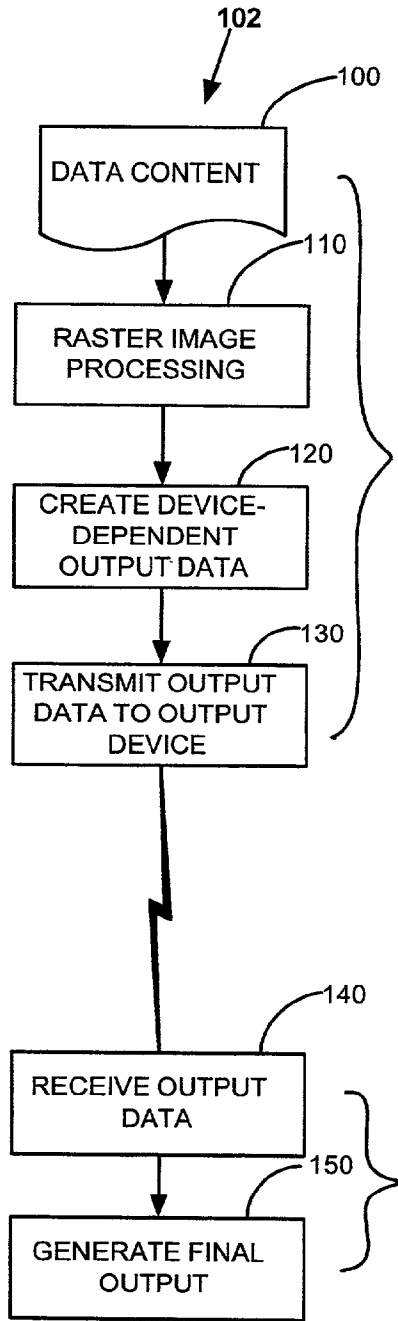 102
100
DATA CONTENT
110
RASTER IMAGE
PROCESSING
120
CREATE DEVICE-
DEPENDENT
OUTPUT DATA
130
TRANSMIT OUTPUT
DATA TO OUTPUT
DEVICE
140
RECEIVE OUTPUT
DATA
150
GENERATE FINAL
OUTPUT